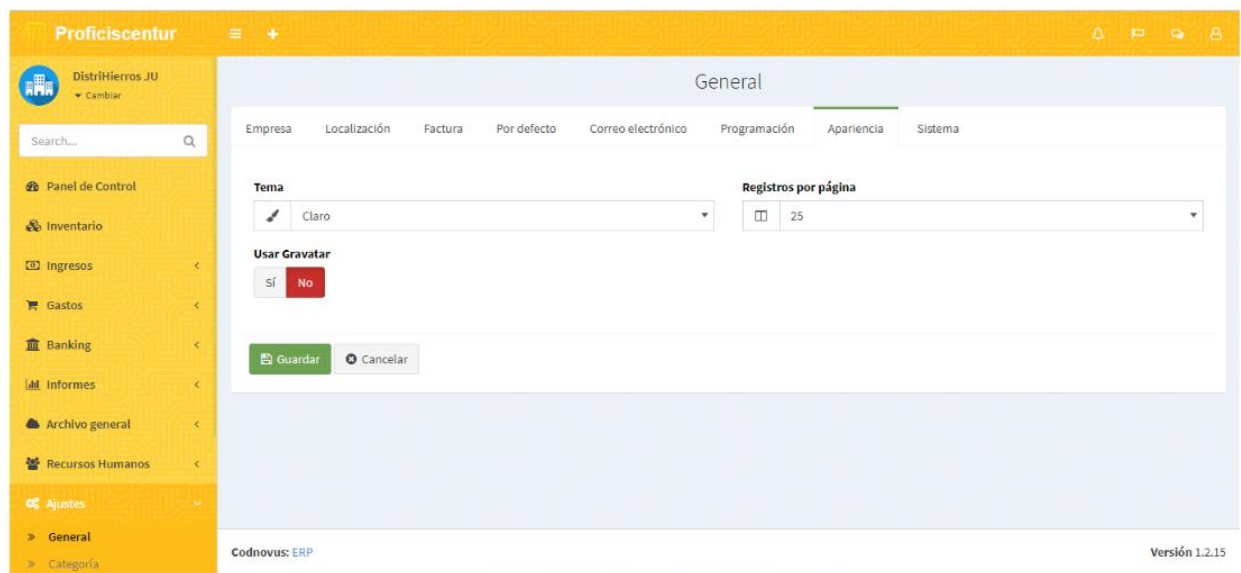 Proficiscentur
DistriHierros JU
Cambiar
Search...
Panel de Control
Inventario
Ingresos
Gastos
Banking
Informes
Archivo general
Recursos Humanos
Ajustes
» General
» Categoría
General
Empresa Localización Factura Por defecto Correo electrónico Programación Apariencia Sistema
Tema Registros por página
Claro 25
Usar Gravatar
Sí No
Guardar Cancelar
Codnovus: ERP Versión 1.2.15